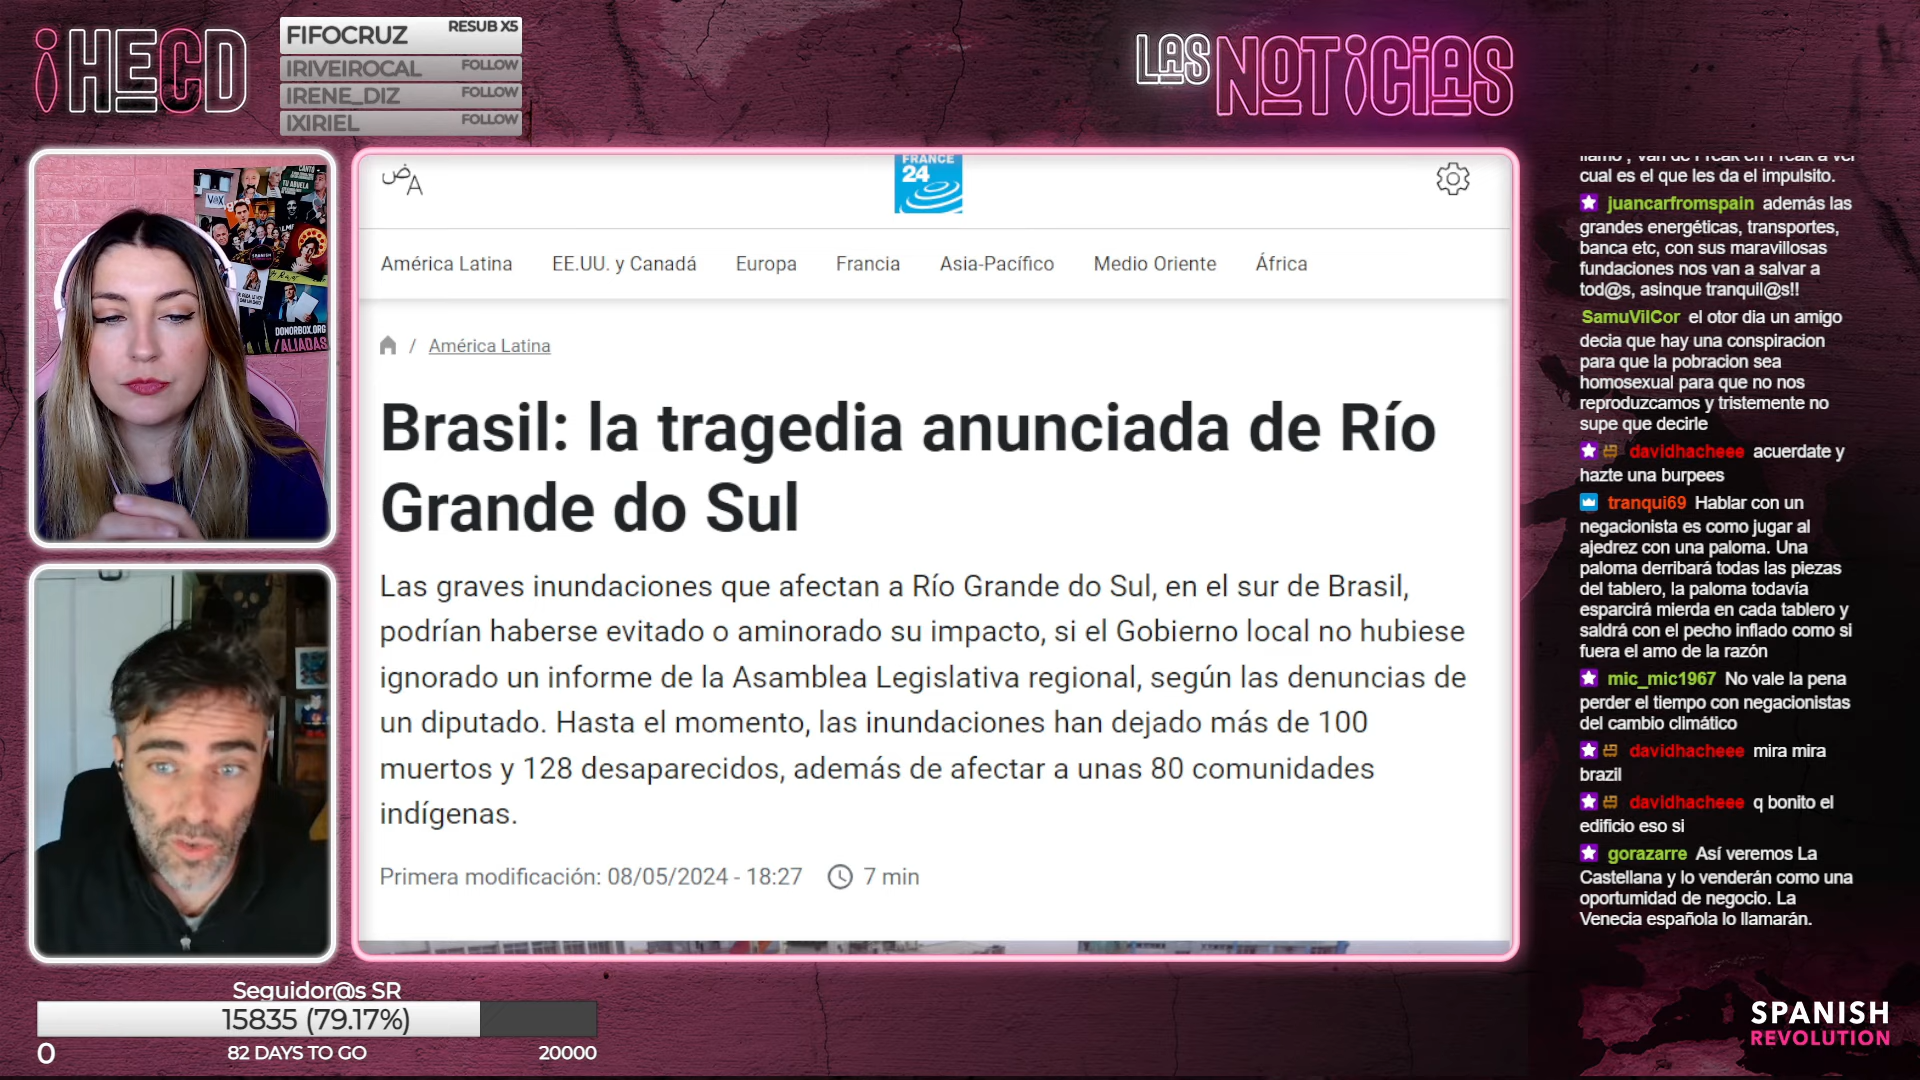 ¡HECD
FIFOCRUZ RESUB X5
IRIVEIROCAL FOLLOW
IRENE_DIZ FOLLOW
IXIRIEL FOLLOW
LAS NOTiCiAS
VOX
TU ABUELA
DONORBOX.ORG
/ALIADAS
FRANCE
24
ض A
América Latina EE.UU. y Canadá Europa Francia Asia-Pacífico Medio Oriente África
/ América Latina
Brasil: la tragedia anunciada de Río
Grande do Sul
Las graves inundaciones que afectan a Río Grande do Sul, en el sur de Brasil,
podrían haberse evitado o aminorado su impacto, si el Gobierno local no hubiese
ignorado un informe de la Asamblea Legislativa regional, según las denuncias de
un diputado. Hasta el momento, las inundaciones han dejado más de 100
muertos y 128 desaparecidos, además de afectar a unas 80 comunidades
indígenas.
Primera modificación: 08/05/2024 - 18:27 7 min
cual es el que les da el impulsito.
juancarfromspain además las
grandes energéticas, transportes,
banca etc, con sus maravillosas
fundaciones nos van a salvar a
tod@s, asinque tranquil@s!!
SamuVilCor el otor dia un amigo
decia que hay una conspiracion
para que la pobracion sea
homosexual para que no nos
reproduzcamos y tristemente no
supe que decirle
davidhacheee acuerdate y
hazte una burpees
tranqui69 Hablar con un
negacionista es como jugar al
ajedrez con una paloma. Una
paloma derribará todas las piezas
del tablero, la paloma todavía
esparcirá mierda en cada tablero y
saldrá con el pecho inflado como si
fuera el amo de la razón
mic_mic1967 No vale la pena
perder el tiempo con negacionistas
del cambio climático
davidhacheee mira mira
brazil
davidhacheee q bonito el
edificio eso si
gorazarre Así veremos La
Castellana y lo venderán como una
oportumidad de negocio. La
Venecia española lo llamarán.
Seguidor@s SR
15835 (79.17%)
0 82 DAYS TO GO 20000
SPANISH
REVOLUTION